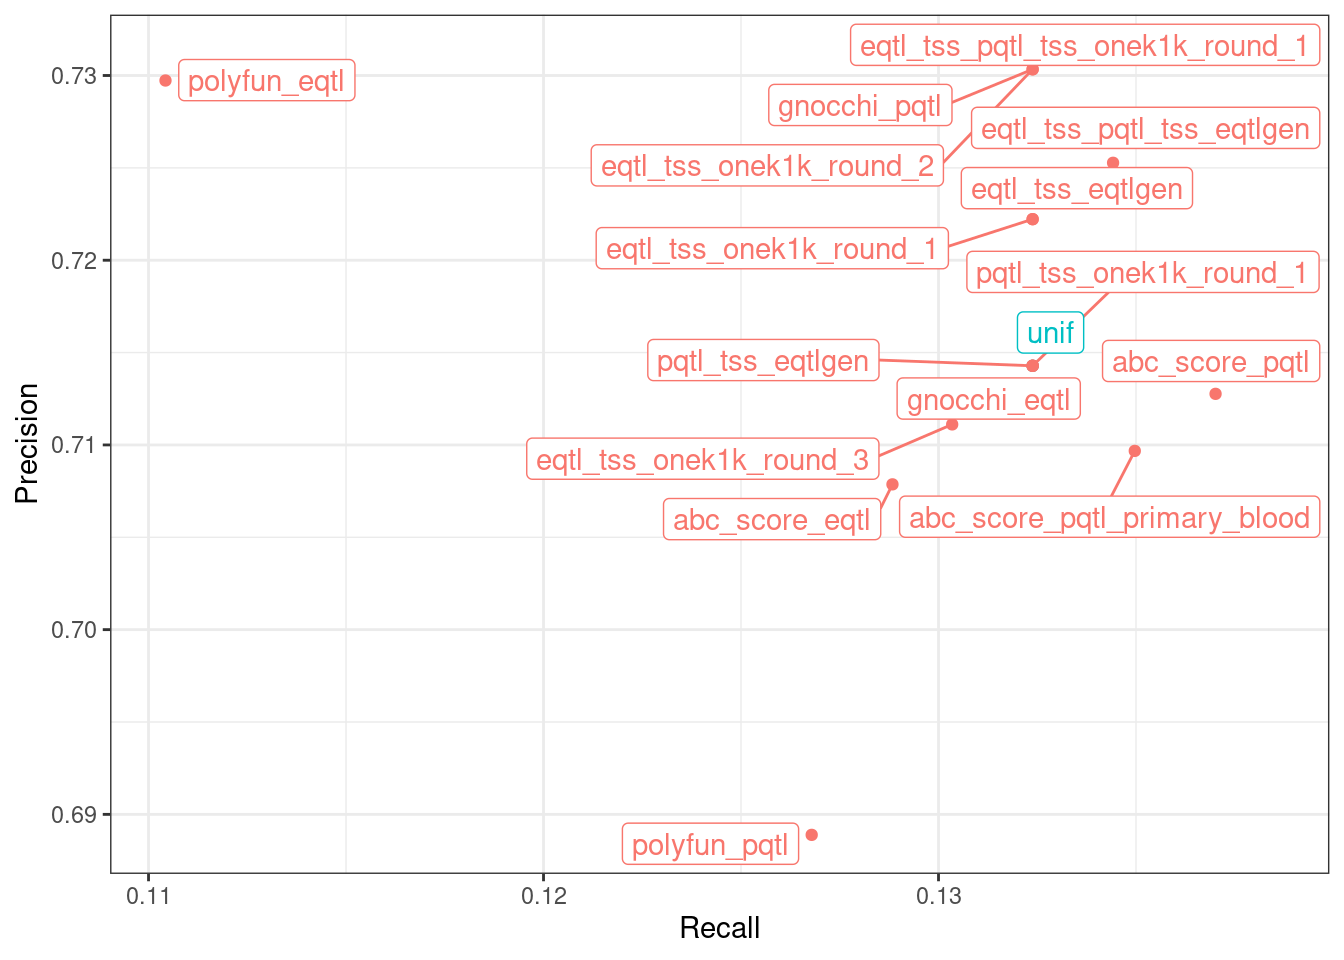 eqtl_tss_pqtl_tss_onek1k_round_1
0.73
polyfun_eqtl
gnocchi_pqtl
eqtl_tss_pqtl_tss_eqtlgen
eqtl_tss_onek1k_round_2
eqtl_tss_eqtlgen
eqtl_tss_onek1k_round_1
0.72
pqtl_tss_onek1k_round_1
unif
pqtl_tss_eqtlgen
abc_score_pqtl
gnocchi_eqtl
0.71
eqtl_tss_onek1k_round_3
abc_score_eqtl
abc_score_pqtl_primary_blood
Precision
0.70
0.69
polyfun_pqtl
0.11
0.12
0.13
Recall